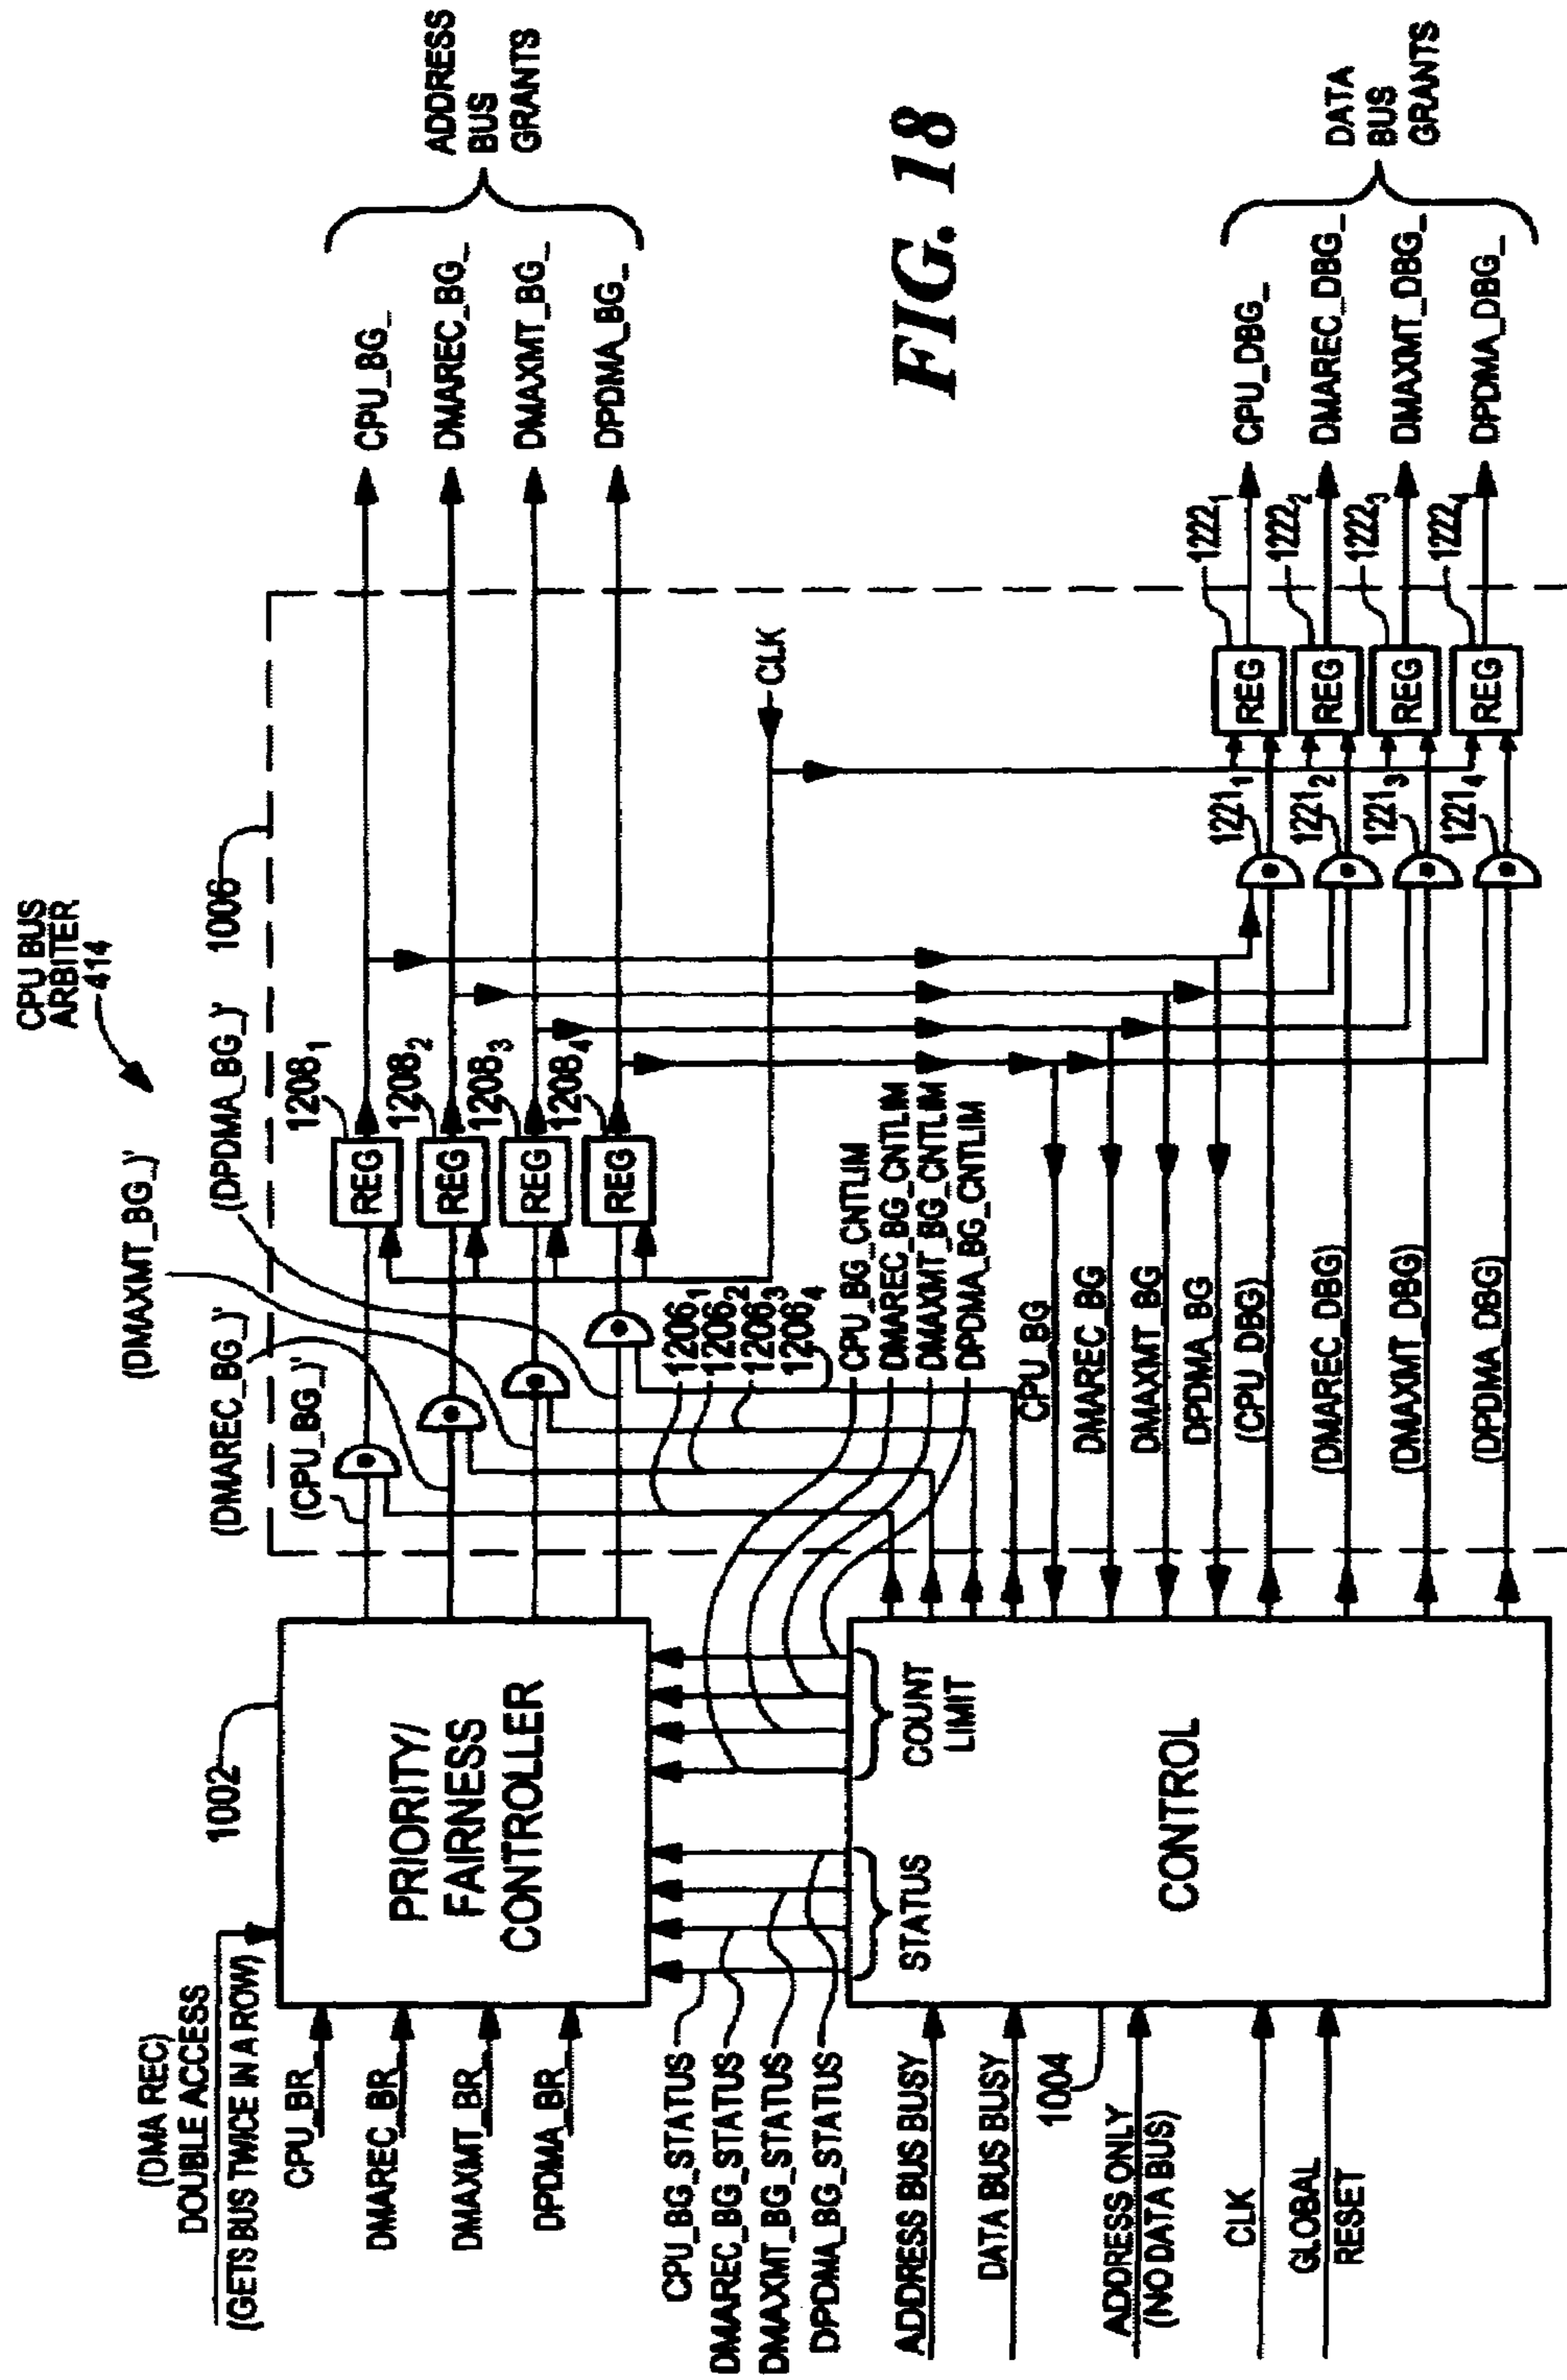 CPU BUS
ARBITER
414
(DMA REC)
DOUBLE ACCESS
(GETS BUS TWICE IN A ROW)
CPU_BR_
DMAREC_BR_
DMAXMT_BR_
DPDMA_BR_
1002
PRIORITY/
FAIRNESS
CONTROLLER
(DMAXMT_BG_)'
(DPDMA_BG_)'
(DMAREC_BG_)'
(CPU_BG_)'
1006
1208₁
1208₂
1208₃
1208₄
REG
REG
REG
REG
CPU_BG_
DMAREC_BG_
DMAXMT_BG_
DPDMA_BG_
ADDRESS
BUS
GRANTS
1206₁
1206₂
1206₃
1206₄
CPU_BG_CNTLIM
DMAREC_BG_CNTLIM
DMAXMT_BG_CNTLIM
DPDMA_BG_CNTLIM
CLK
FIG. 18
CPU_BG_STATUS
DMAREC_BG_STATUS
DMAXMT_BG_STATUS
DPDMA_BG_STATUS
STATUS
COUNT
LIMIT
ADDRESS BUS BUSY
DATA BUS BUSY
1004
ADDRESS ONLY
(NO DATA BUS)
CLK
GLOBAL
RESET
CONTROL
CPU_BG
DMAREC_BG
DMAXMT_BG
DPDMA_BG
(CPU_DBG)
(DMAREC_DBG)
(DMAXMT_DBG)
(DPDMA_DBG)
1221₁
1221₂
1221₃
1221₄
REG
REG
REG
REG
1222₁
1222₂
1222₃
1222₄
CPU_DBG_
DMAREC_DBG_
DMAXMT_DBG_
DPDMA_DBG_
DATA
BUS
GRANTS